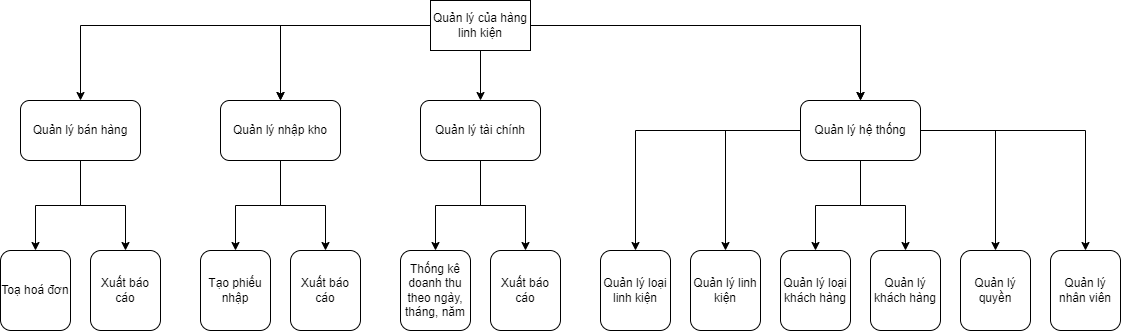 Quản lý của hàng
linh kiện
Quản lý bán hàng
Quản lý nhập kho
Quản lý tài chính
Quản lý hệ thống
Toạ hoá đơn
Xuất báo
cáo
Tạo phiếu
nhập
Xuất báo
cáo
Thống kê
doanh thu
theo ngày,
tháng, năm
Xuất báo
cáo
Quản lý loại
linh kiện
Quản lý linh
kiện
Quản lý loại
khách hàng
Quản lý
khách hàng
Quản lý
quyền
Quản lý
nhân viên